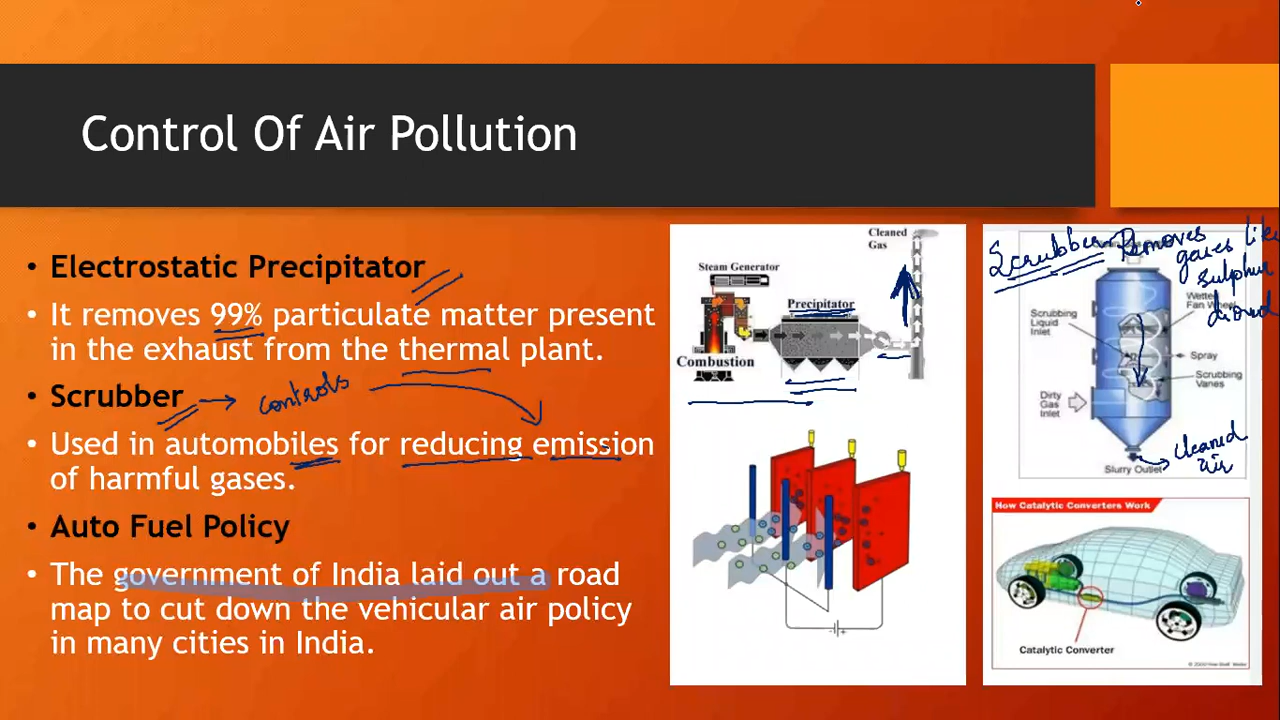 Control Of Air Pollution
• Electrostatic Precipitator
• It removes 99% particulate matter present
in the exhaust from the thermal plant.
• Scrubber → controls
• Used in automobiles for reducing emission
of harmful gases.
• Auto Fuel Policy
• The government of India laid out a road
map to cut down the vehicular air policy
in many cities in India.
Cleaned
Gas
Steam Generator
Precipitator
Combustion
Scrubber - Removes
gases like
sulphur
Wetted
Fan Wheel
Scrubbing
Liquid
Inlet
Spray
Scrubbing
Vanes
Dirty
Gas
Inlet
cleaned
air
Slurry Outlet
How Catalytic Converters Work
Catalytic Converter